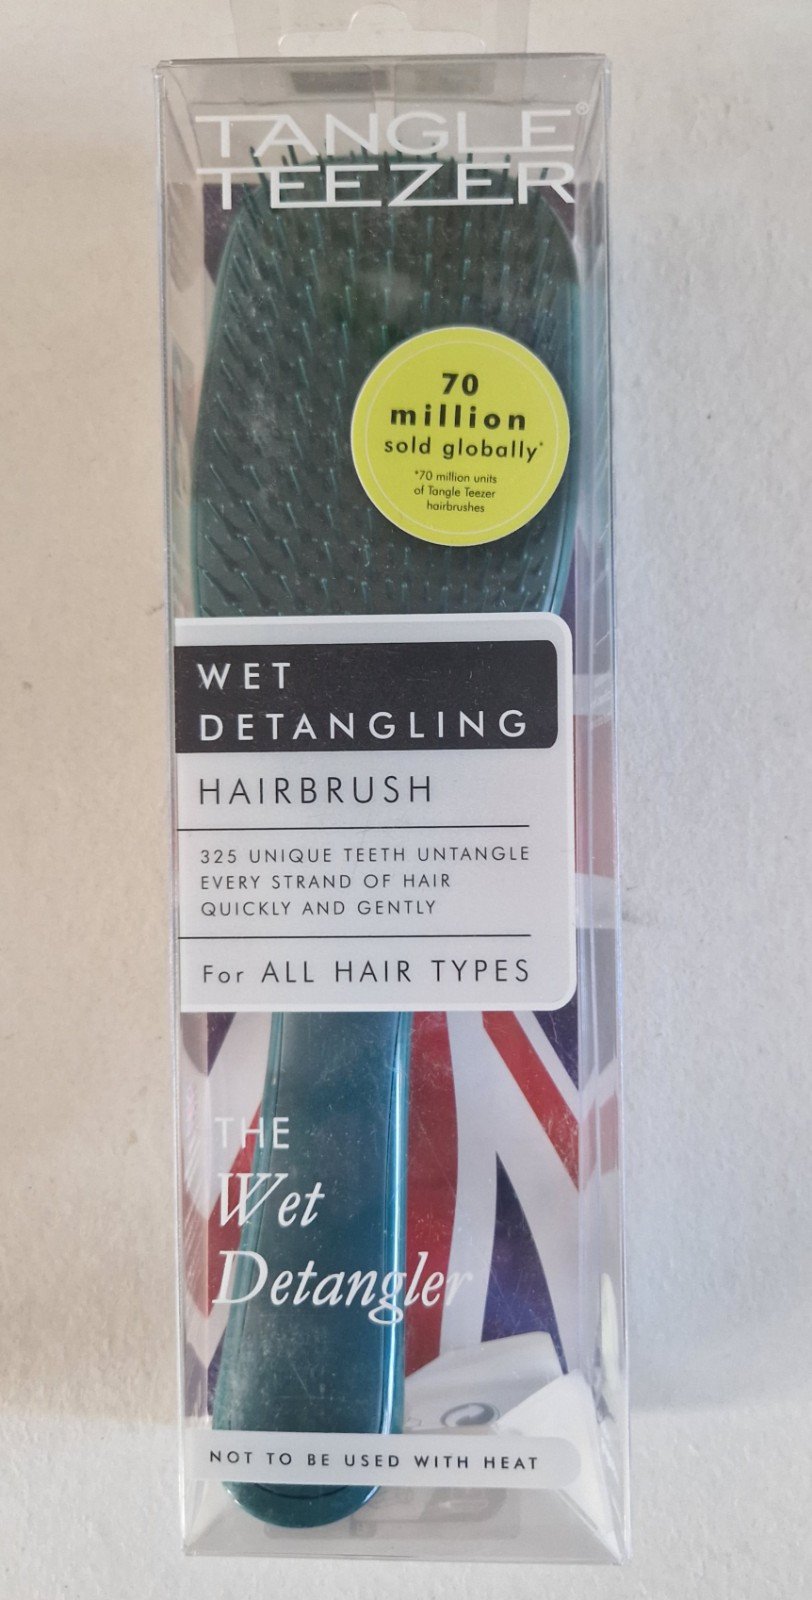 TANGLE®
TEEZER
70
million
sold globally*
*70 million units
of Tangle Teezer
hairbrushes
WET
DETANGLING
HAIRBRUSH
325 UNIQUE TEETH UNTANGLE
EVERY STRAND OF HAIR
QUICKLY AND GENTLY
For ALL HAIR TYPES
THE
Wet
Detangler
NOT TO BE USED WITH HEAT